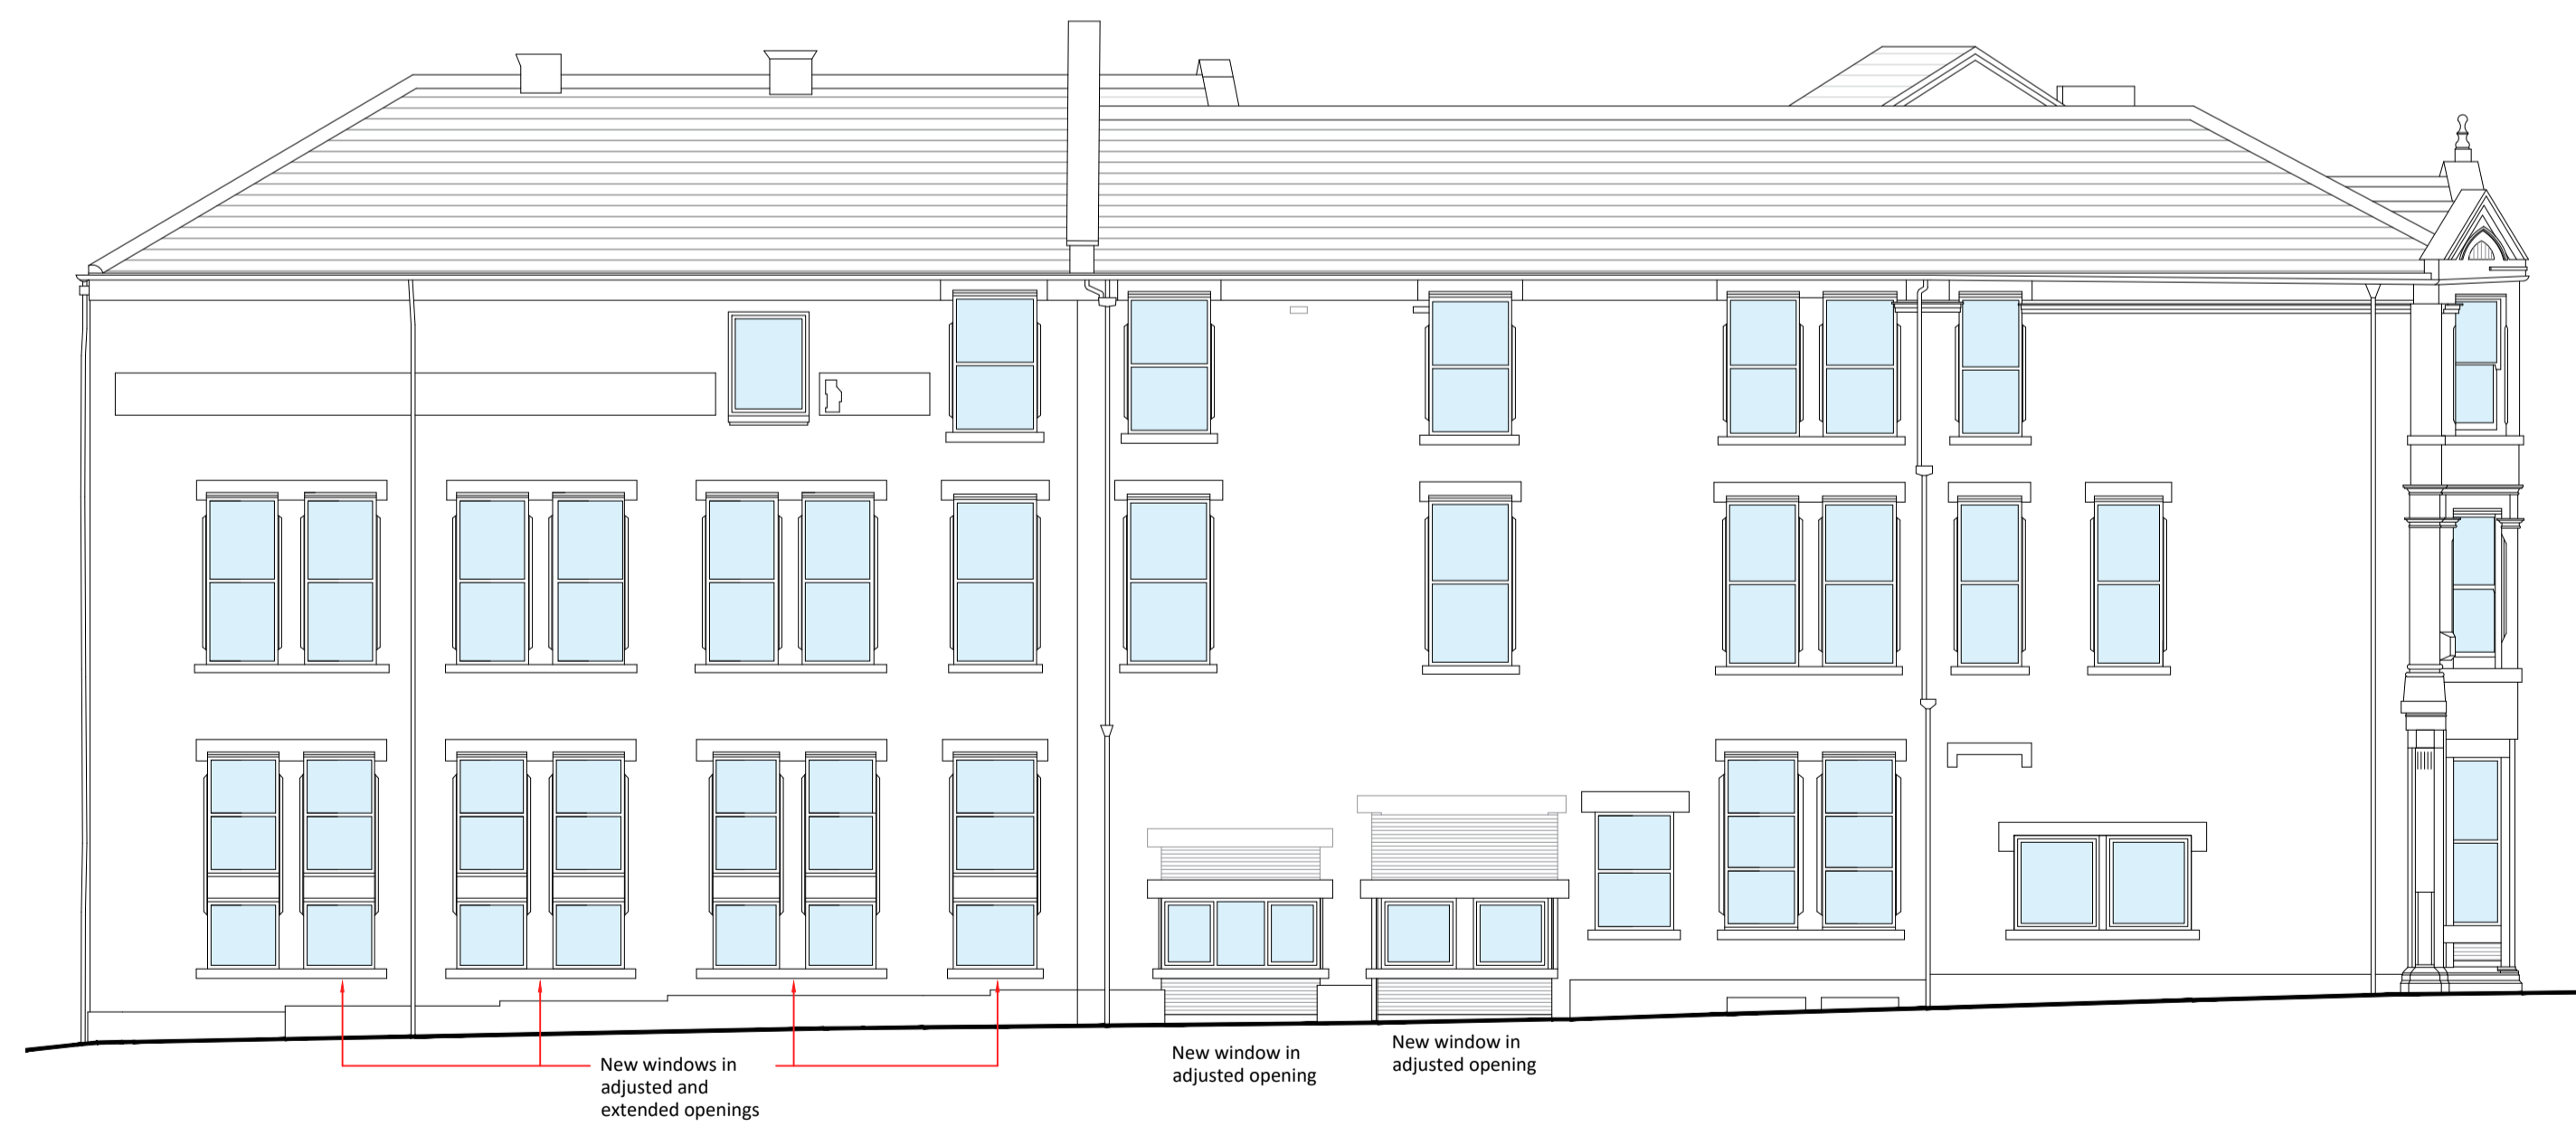 New windows in
adjusted and
extended openings
New window in
adjusted opening
New window in
adjusted opening